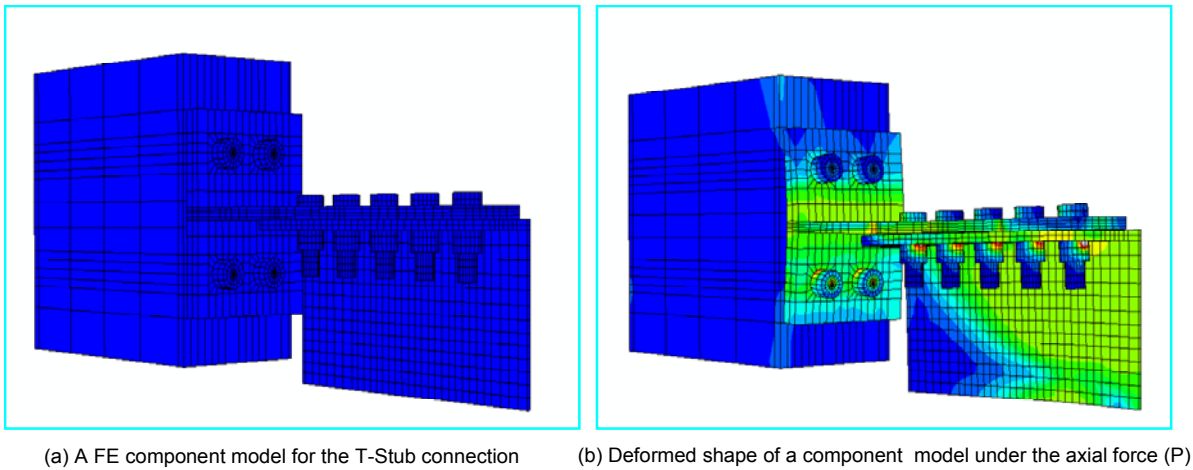 (a) A FE component model for the T-Stub connection
(b) Deformed shape of a component model under the axial force (P)